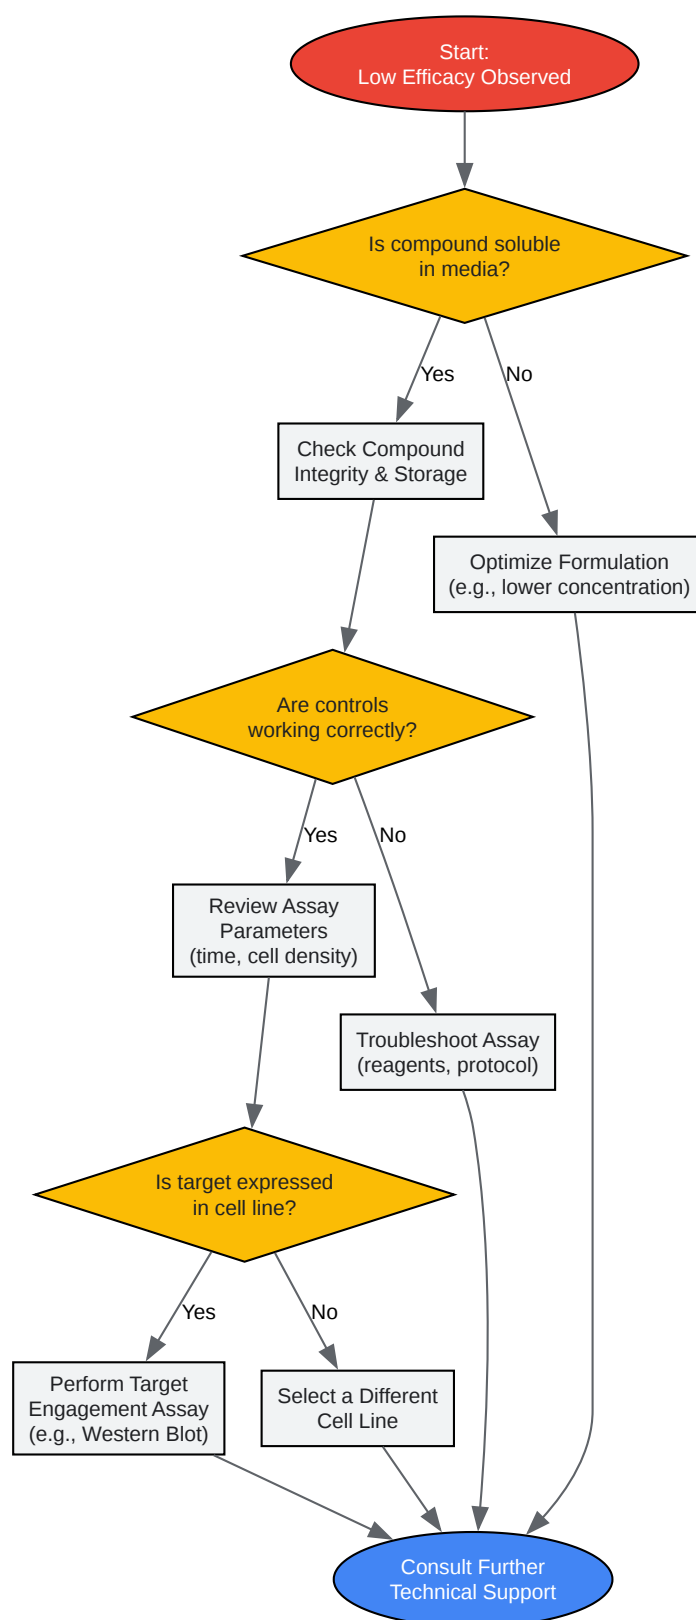 Start:
Low Efficacy Observed
Is compound soluble
in media?
Yes
No
Check Compound
Integrity & Storage
Optimize Formulation
(e.g., lower concentration)
Are controls
working correctly?
Yes
No
Review Assay
Parameters
(time, cell density)
Troubleshoot Assay
(reagents, protocol)
Is target expressed
in cell line?
Yes
No
Perform Target
Engagement Assay
(e.g., Western Blot)
Select a Different
Cell Line
Consult Further
Technical Support